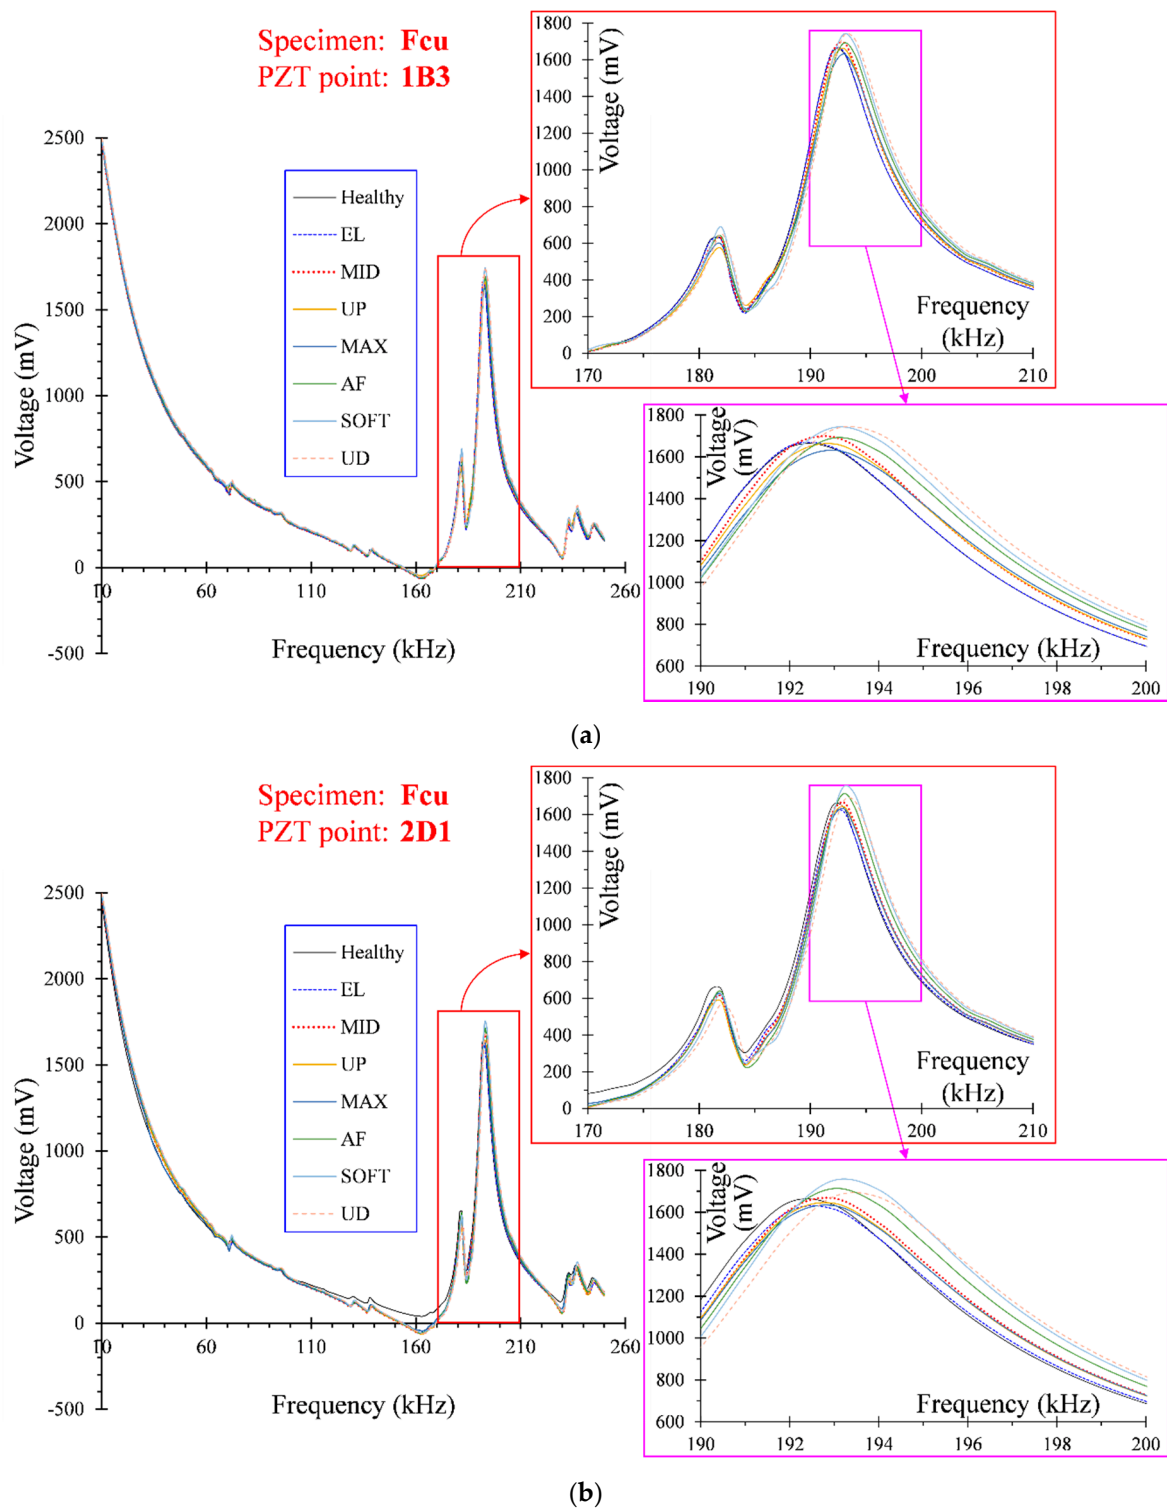 Specimen: Fcu
PZT point: 1B3
2500
2000
1500
1000
500
0
-500
Voltage (mV)
10
60
110
160
210
260
Frequency (kHz)
Healthy
EL
MID
UP
MAX
AF
SOFT
UD
1800
1600
1400
1200
1000
800
600
400
200
0
Voltage (mV)
170
180
190
200
210
Frequency
(kHz)
1800
1600
1400
1200
1000
800
600
Voltage
(mV)
190
192
194
196
198
200
Frequency (kHz)
(a)
Specimen: Fcu
PZT point: 2D1
2500
2000
1500
1000
500
0
-500
Voltage (mV)
10
60
110
160
210
260
Frequency (kHz)
Healthy
EL
MID
UP
MAX
AF
SOFT
UD
1800
1600
1400
1200
1000
800
600
400
200
0
Voltage (mV)
170
180
190
200
210
Frequency
(kHz)
1800
1600
1400
1200
1000
800
600
Voltage
(mV)
190
192
194
196
198
200
Frequency (kHz)
(b)